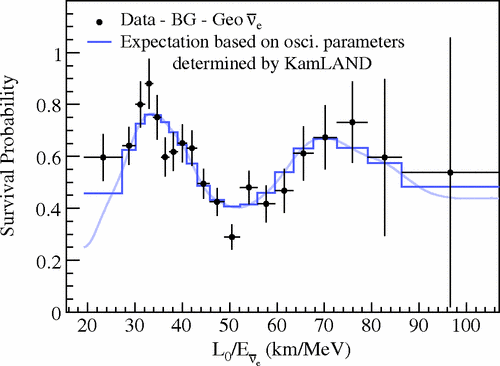 Data - BG - Geo ν̄e
Expectation based on osci. parameters
determined by KamLAND
Survival Probability
1
0.8
0.6
0.4
0.2
0
20 30 40 50 60 70 80 90 100
L0/Eν̄e (km/MeV)